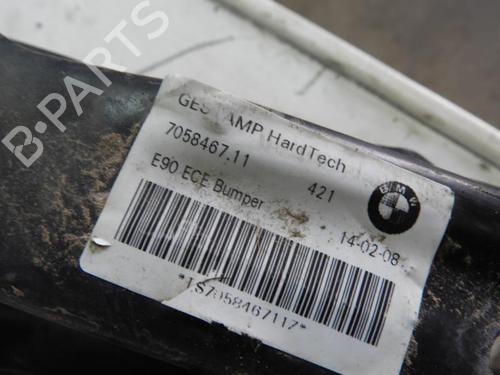 B-PARTS
GESTAMP HardTech
7058467.11 421
E90 ECE Bumper
BMW
14-02-08
*1S7058467117*